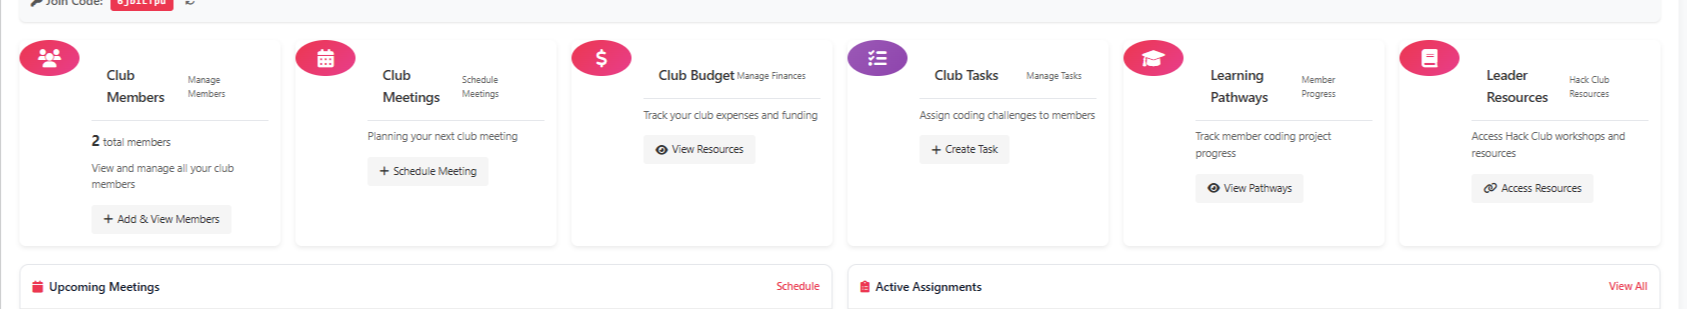 Join Code:
Club Members
Manage Members
2 total members
View and manage all your club members
+ Add & View Members
Club Meetings
Schedule Meetings
Planning your next club meeting
+ Schedule Meeting
Club Budget
Manage Finances
Track your club expenses and funding
View Resources
Club Tasks
Manage Tasks
Assign coding challenges to members
+ Create Task
Learning Pathways
Member Progress
Track member coding project progress
View Pathways
Leader Resources
Hack Club Resources
Access Hack Club workshops and resources
Access Resources
Upcoming Meetings
Schedule
Active Assignments
View All